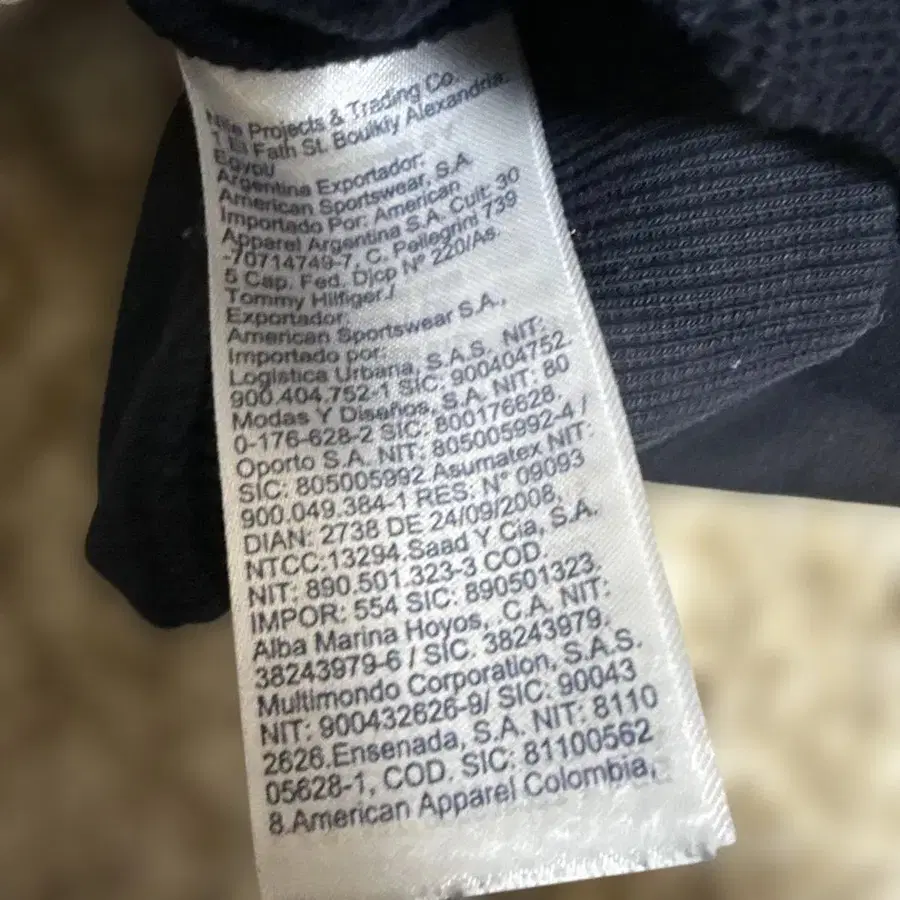 Nile Projects & Trading Co.
1 El Fath St. Boulkly Alexandria.
Egypt/
Argentina Exportador:
American Sportswear, S.A.
Importado Por: American
Apparel Argentina S.A. Cuit: 30
-70714749-7, C. Pellegrini 739
5 Cap. Fed. Djcp Nº 220/As.
Tommy Hilfiger./
Exportador:
American Sportswear S.A.,
Importado por:
Logistica Urbana, S.A.S. NIT:
900.404.752-1 SIC: 900404752.
Modas Y Diseños, S.A. NIT: 80
0-176-628-2 SIC: 800176628.
Oporto S.A. NIT: 805005992-4 /
SIC: 805005992 Asumatex NIT:
900.049.384-1 RES: Nº 09093
DIAN: 2738 DE 24/09/2008.
NTCC:13294.Saad Y Cia, S.A.
NIT: 890.501.323-3 COD.
IMPOR: 554 SIC: 890501323.
Alba Marina Hoyos, .C.A. NIT:
38243979-6 / SIC. 38243979.
Multimondo Corporation, S.A.S.
NIT: 900432626-9/ SIC: 90043
2626.Ensenada, S.A. NIT: 8110
05628-1, COD. SIC: 81100562
8.American Apparel Colombia,